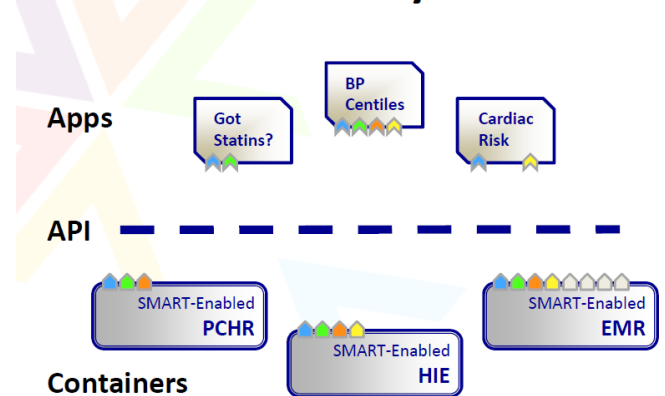 BP
Centiles
Apps
Got
Statins?
Cardiac
Risk
API
SMART-Enabled
PCHR
SMART-Enabled
EMR
SMART-Enabled
HIE
Containers